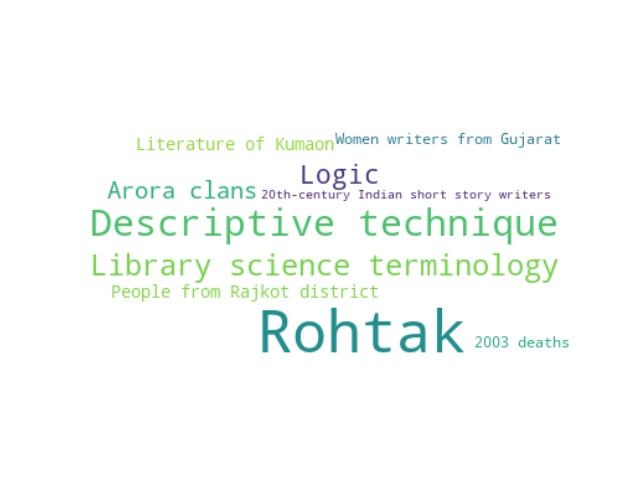 Literature of Kumaon
Women writers from Gujarat
Logic
Arora clans
20th-century Indian short story writers
Descriptive technique
Library science terminology
People from Rajkot district
Rohtak
2003 deaths